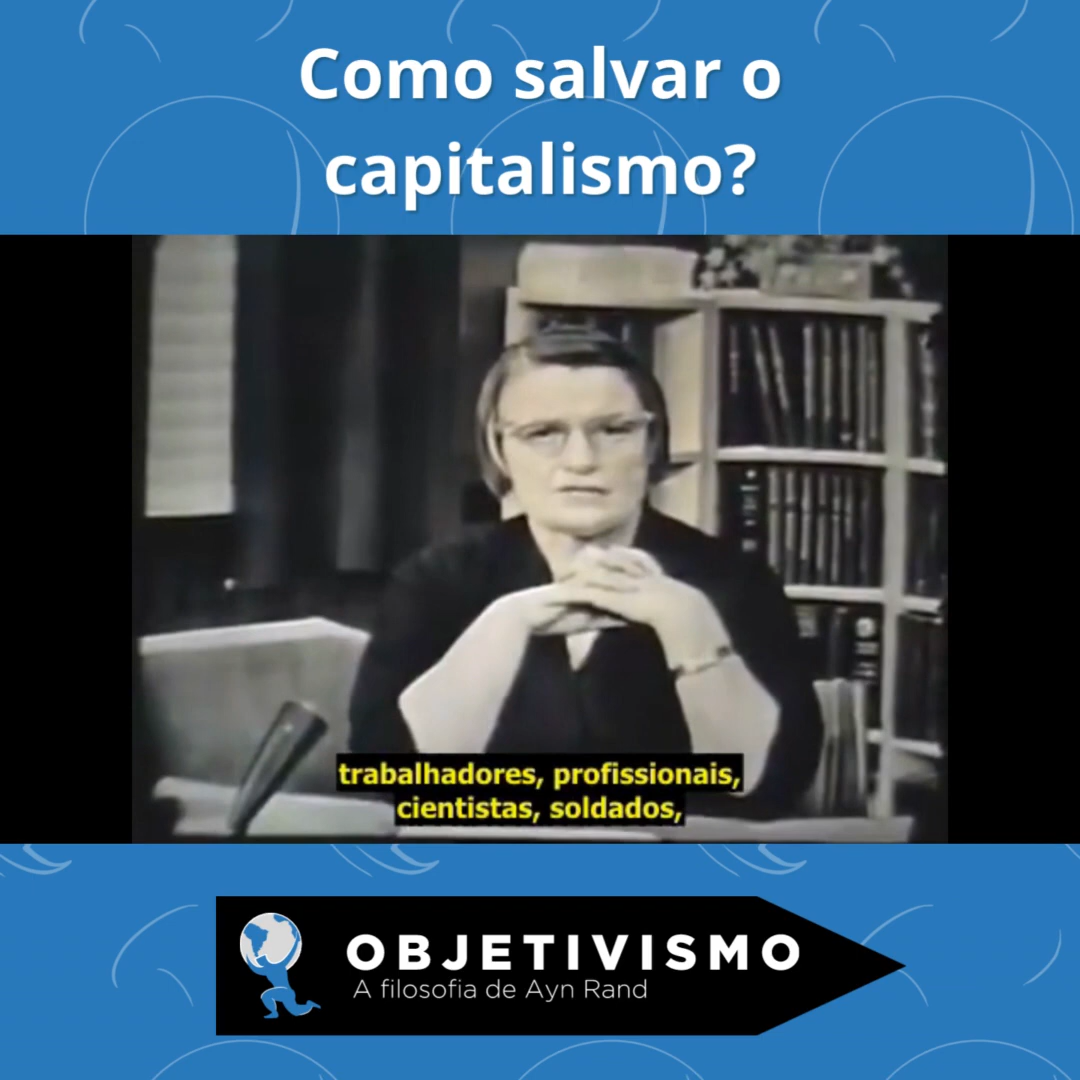 Como salvar o
capitalismo?
trabalhadores, profissionais,
cientistas, soldados,
OBJETIVISMO
A filosofia de Ayn Rand